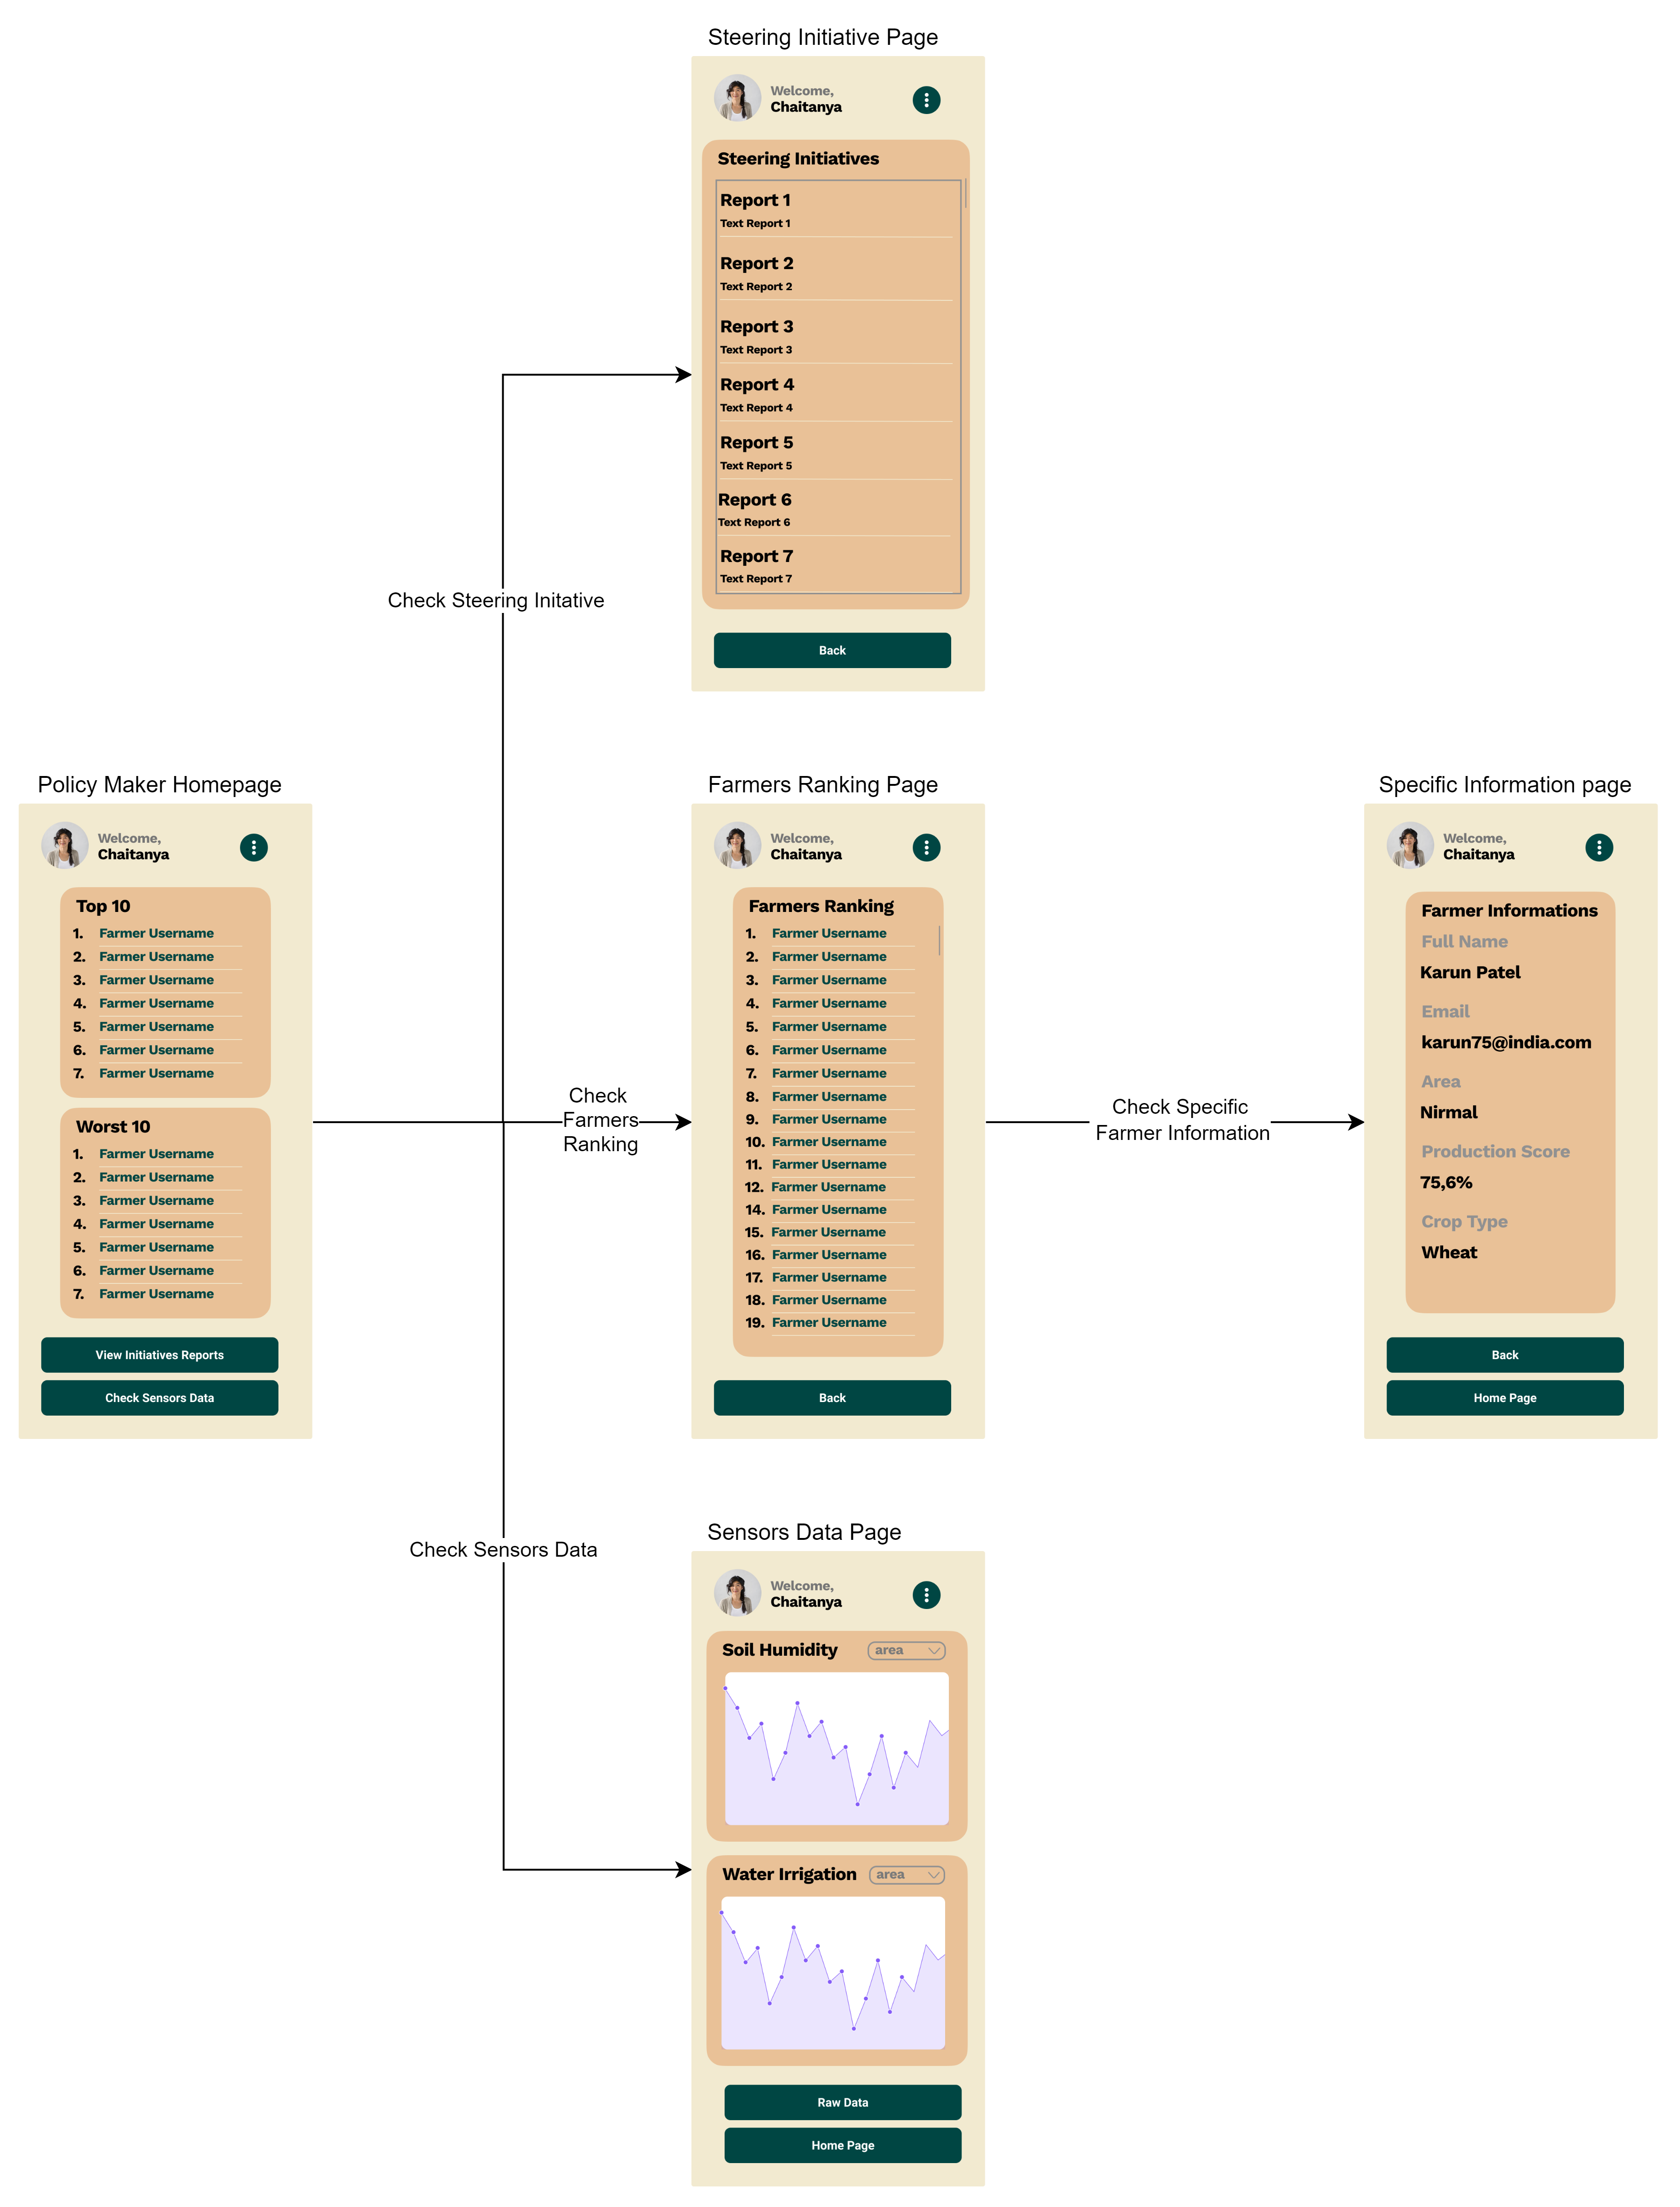 Steering Initiative Page
Welcome,
Chaitanya
Steering Initiatives
Report 1
Text Report 1
Report 2
Text Report 2
Report 3
Text Report 3
Report 4
Text Report 4
Report 5
Text Report 5
Report 6
Text Report 6
Report 7
Text Report 7
Back
Check Steering Initative
Policy Maker Homepage
Welcome,
Chaitanya
Top 10
1. Farmer Username
2. Farmer Username
3. Farmer Username
4. Farmer Username
5. Farmer Username
6. Farmer Username
7. Farmer Username
Worst 10
1. Farmer Username
2. Farmer Username
3. Farmer Username
4. Farmer Username
5. Farmer Username
6. Farmer Username
7. Farmer Username
View Initiatives Reports
Check Sensors Data
Check
Farmers
Ranking
Farmers Ranking Page
Welcome,
Chaitanya
Farmers Ranking
1. Farmer Username
2. Farmer Username
3. Farmer Username
4. Farmer Username
5. Farmer Username
6. Farmer Username
7. Farmer Username
8. Farmer Username
9. Farmer Username
10. Farmer Username
11. Farmer Username
12. Farmer Username
14. Farmer Username
15. Farmer Username
16. Farmer Username
17. Farmer Username
18. Farmer Username
19. Farmer Username
Back
Check Specific
Farmer Information
Specific Information page
Welcome,
Chaitanya
Farmer Informations
Full Name
Karun Patel
Email
karun75@india.com
Area
Nirmal
Production Score
75,6%
Crop Type
Wheat
Back
Home Page
Check Sensors Data
Sensors Data Page
Welcome,
Chaitanya
Soil Humidity
area
Water Irrigation
area
Raw Data
Home Page